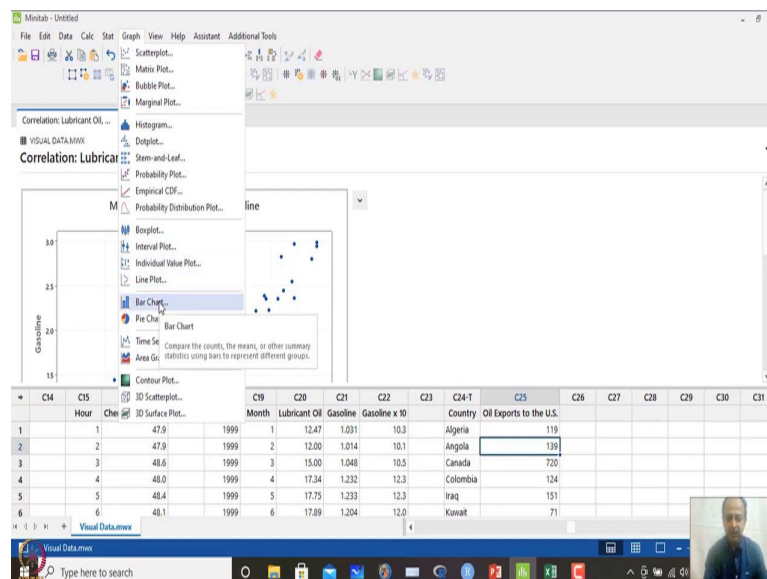 Minitab - Untitled
File Edit Data Calc Stat Graph View Help Assistant Additional Tools
Scatterplot...
Matrix Plot...
Bubble Plot...
Marginal Plot...
Correlation: Lubricant Oil, ...
Histogram...
VISUAL DATA.MWX
Dotplot...
Correlation: Lubricar
Stem-and-Leaf...
Probability Plot...
Empirical CDF...
M
Probability Distribution Plot...
line
Boxplot...
3.0
Interval Plot...
Individual Value Plot...
Line Plot...
2.5
Bar Chart...
Pie Cha
Bar Chart
Gasoline
2.0
Time Se
Compare the counts, the means, or other summary
Area Gr
statistics using bars to represent different groups.
1.5
Contour Plot...
C14 C15 3D Scatterplot... C19 C20 C21 C22 C23 C24-T C25 C26 C27 C28 C29 C30 C31
Hour Che 3D Surface Plot... Month Lubricant Oil Gasoline Gasoline x 10 Country Oil Exports to the U.S.
1 1 47.9 1999 1 12.47 1.031 10.3 Algeria 119
2 2 47.9 1999 2 12.00 1.014 10.1 Angola 139
3 3 48.6 1999 3 15.00 1.048 10.5 Canada 720
4 4 48.0 1999 4 17.34 1.232 12.3 Colombia 124
5 5 48.4 1999 5 17.75 1.233 12.3 Iraq 151
6 6 48.1 1999 6 17.89 1.204 12.0 Kuwait 71
Visual Data.mwx
Visual Data.mwx
Type here to search